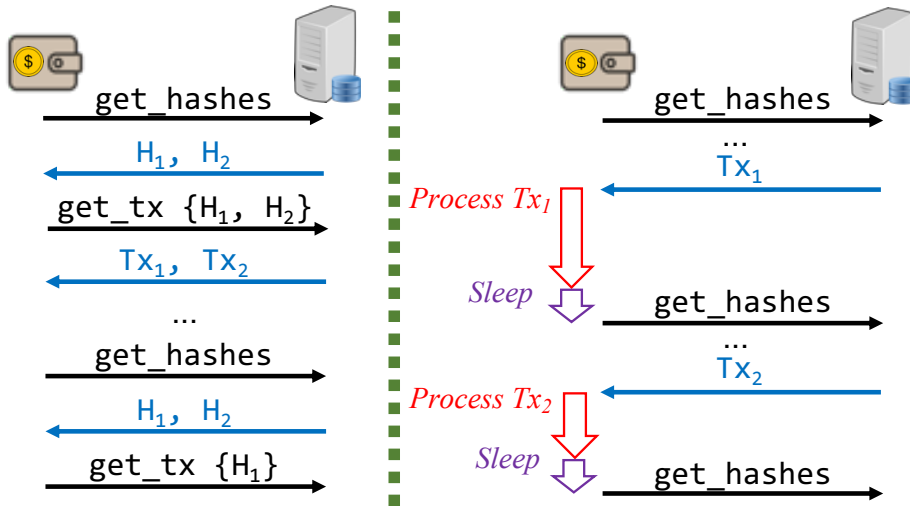 $
get_hashes
H₁, H₂
get_tx {H₁, H₂}
Tx₁, Tx₂
...
get_hashes
H₁, H₂
get_tx {H₁}
$
get_hashes
...
Tx₁
Process Tx₁
Sleep
get_hashes
...
Tx₂
Process Tx₂
Sleep
get_hashes